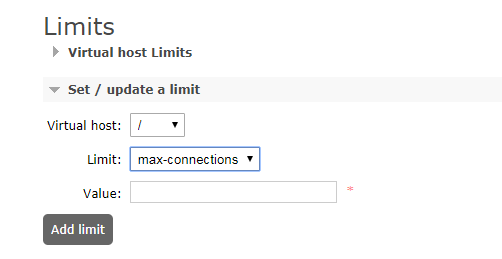 Limits
Virtual host Limits
Set / update a limit
Virtual host: /
Limit: max-connections
Value: *
Add limit